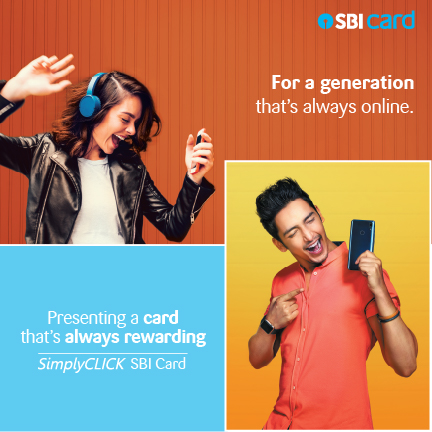 SBI card
For a generation
that's always online.
Presenting a card
that's always rewarding
SimplyCLICK SBI Card